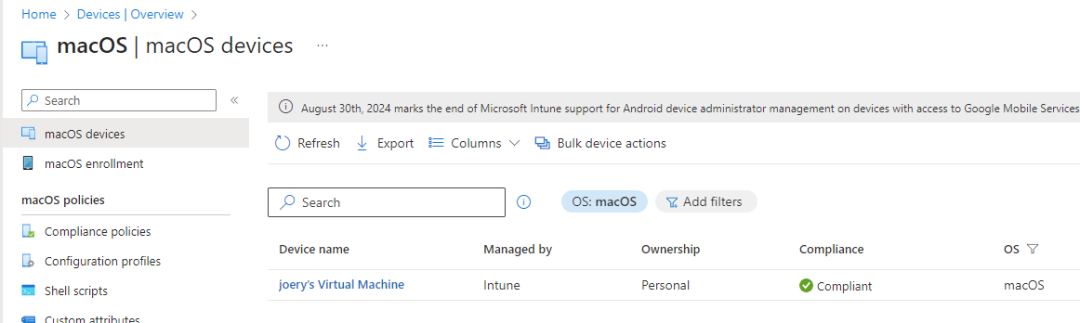 Home > Devices | Overview >
macOS | macOS devices ...
Search «
macOS devices
macOS enrollment
macOS policies
Compliance policies
Configuration profiles
Shell scripts
Custom attributes
August 30th, 2024 marks the end of Microsoft Intune support for Android device administrator management on devices with access to Google Mobile Services
Refresh Export Columns Bulk device actions
Search OS: macOS Add filters
Device name Managed by Ownership Compliance OS
joery's Virtual Machine Intune Personal Compliant macOS